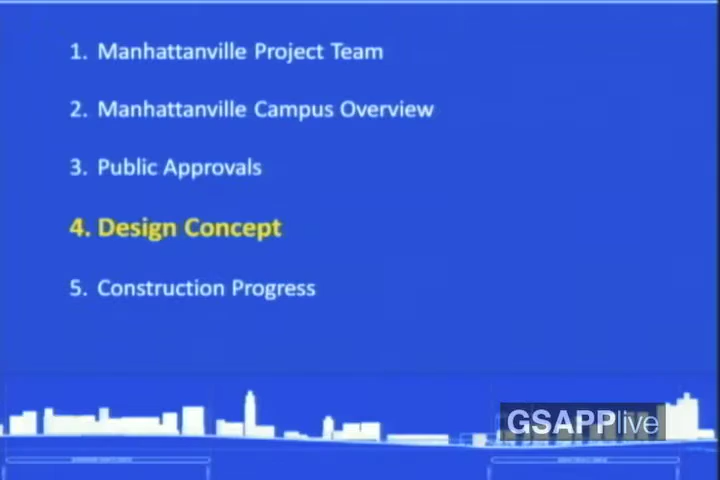 1. Manhattanville Project Team
2. Manhattanville Campus Overview
3. Public Approvals
4. Design Concept
5. Construction Progress
GSAPPlive